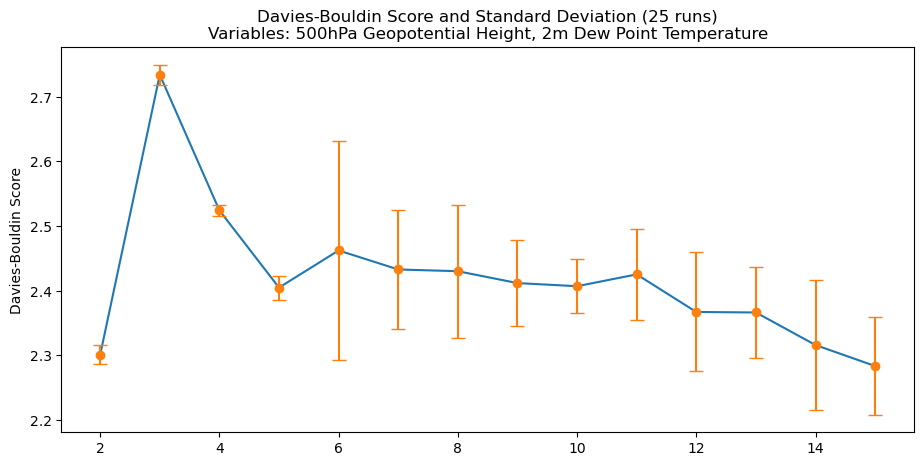 Davies-Bouldin Score and Standard Deviation (25 runs)
Variables: 500hPa Geopotential Height, 2m Dew Point Temperature
Davies-Bouldin Score
2.7
2.6
2.5
2.4
2.3
2.2
2 4 6 8 10 12 14